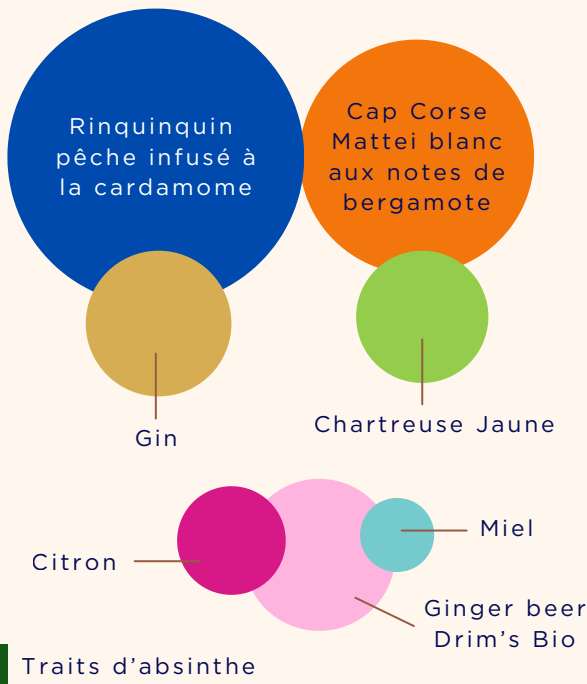 Rinquinquin
pêche infusé à
la cardamome
Cap Corse
Mattei blanc
aux notes de
bergamote
Gin
Chartreuse Jaune
Citron
Miel
Ginger beer
Drim's Bio
Traits d'absinthe